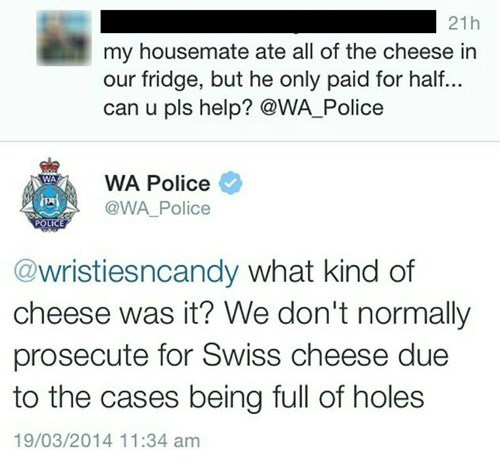 21h
my housemate ate all of the cheese in
our fridge, but he only paid for half...
can u pls help? @WA_Police
WA
POLICE
WA Police
@WA_Police
@wristiesncandy what kind of
cheese was it? We don't normally
prosecute for Swiss cheese due
to the cases being full of holes
19/03/2014 11:34 am